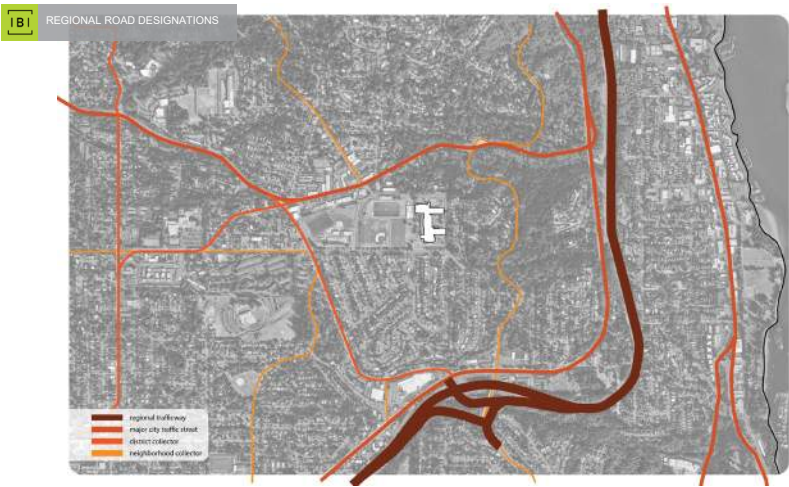 IBI REGIONAL ROAD DESIGNATIONS
regional trafficway
major city traffic street
district collector
neighborhood collector